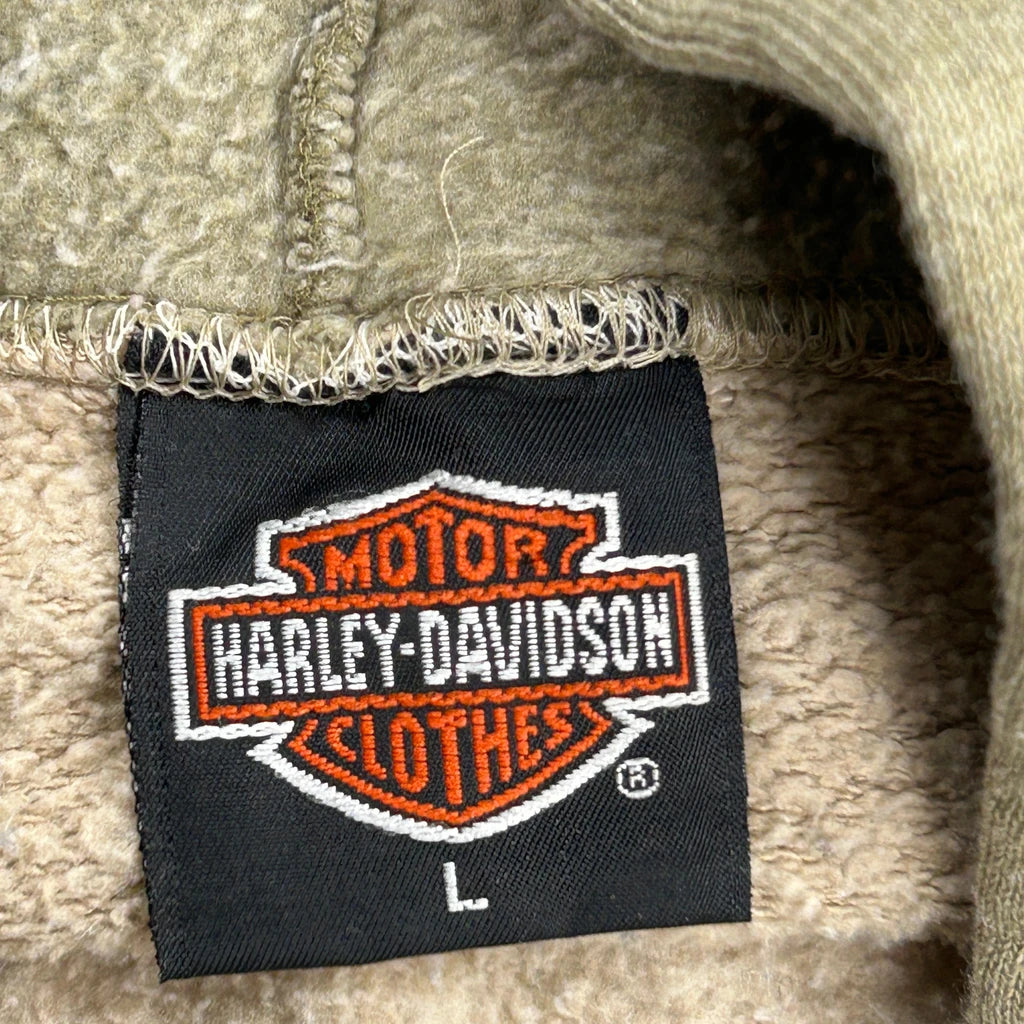 MOTOR
HARLEY-DAVIDSON
CLOTHES
®
L